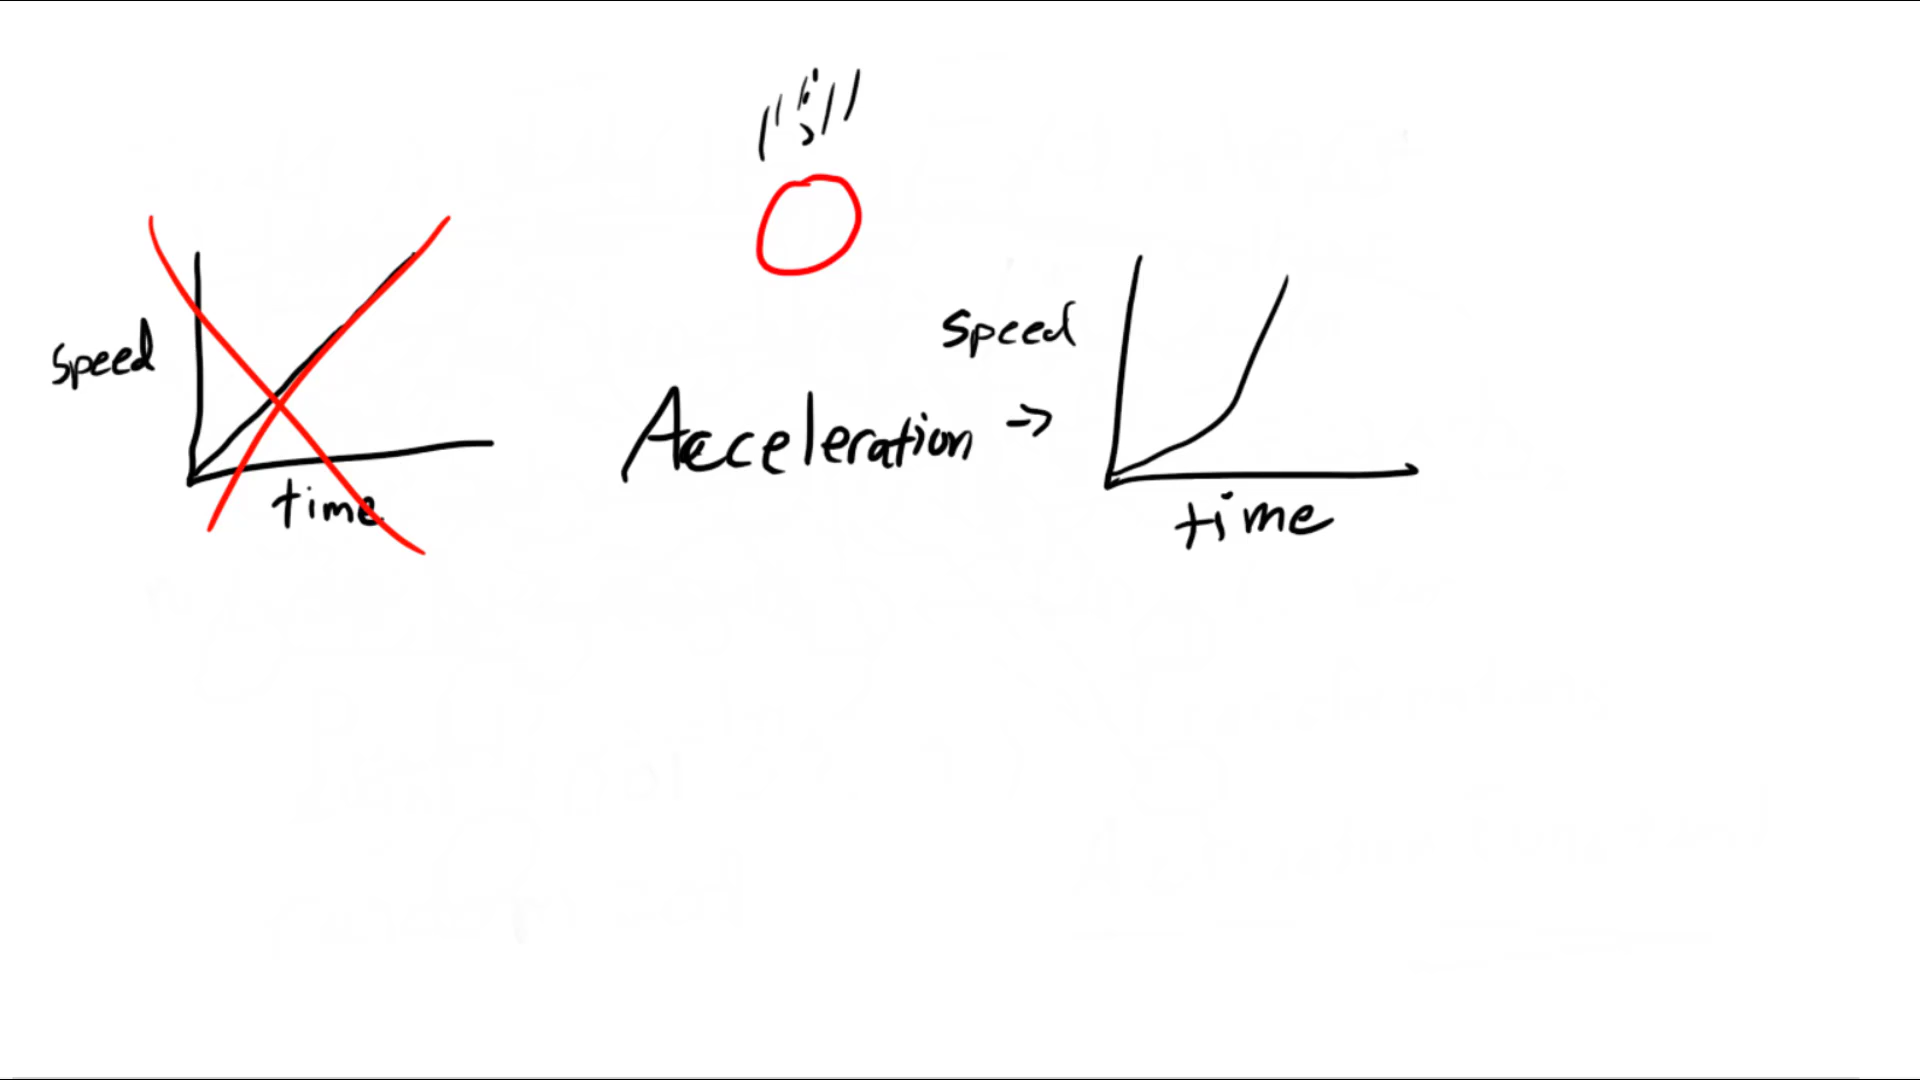 speed
time
Acceleration →
speed
time